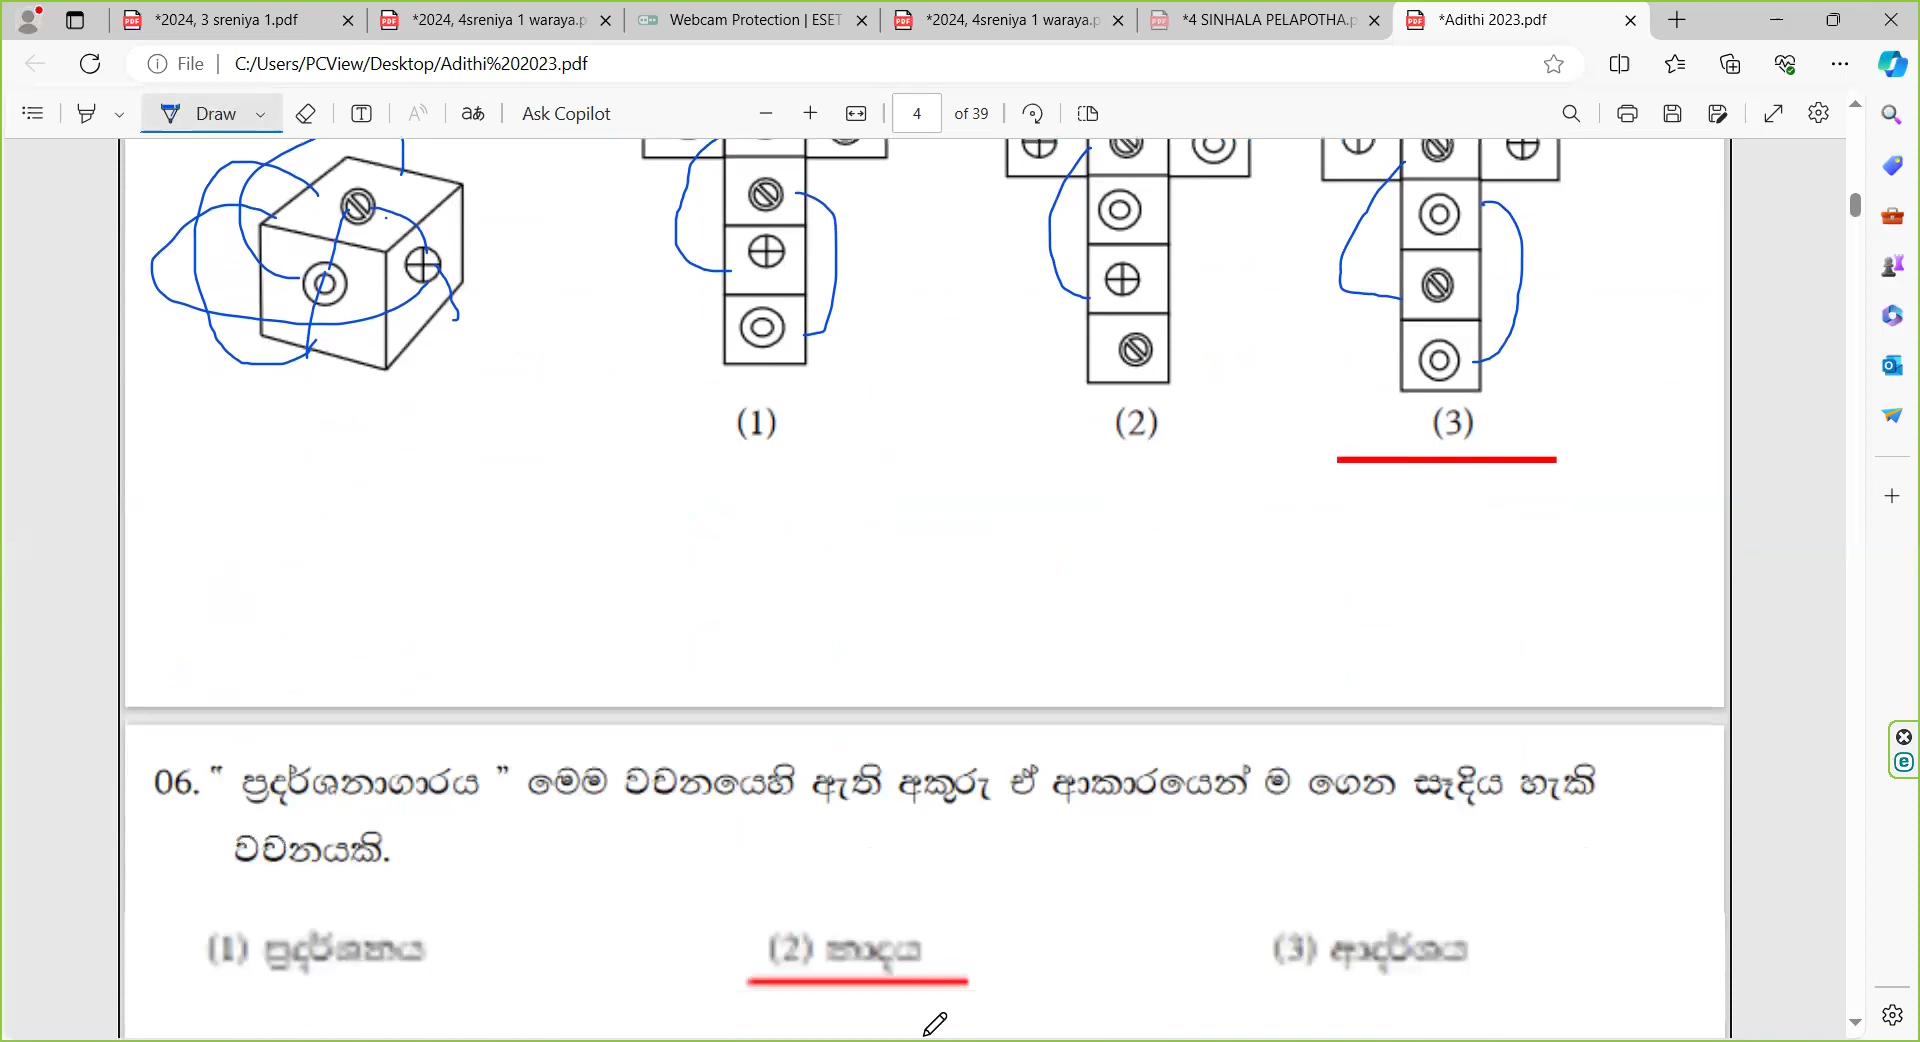 *2024, 3 sreniya 1.pdf
*2024, 4sreniya 1 waraya.p
Webcam Protection | ESET
*2024, 4sreniya 1 waraya.p
*4 SINHALA PELAPOTHA.p
*Adithi 2023.pdf
File
C:/Users/PCView/Desktop/Adithi%202023.pdf
Draw
Ask Copilot
4 of 39
(1)
(2)
(3)
06. “ ප්‍රදර්ශනාගාරය ” මෙම වචනයෙහි ඇති අකුරු ඒ ආකාරයෙන් ම ගෙන සෑදිය හැකි
වචනයකි.
(1) ප්‍රදර්ශනය
(2) නාදය
(3) ආදර්ශය